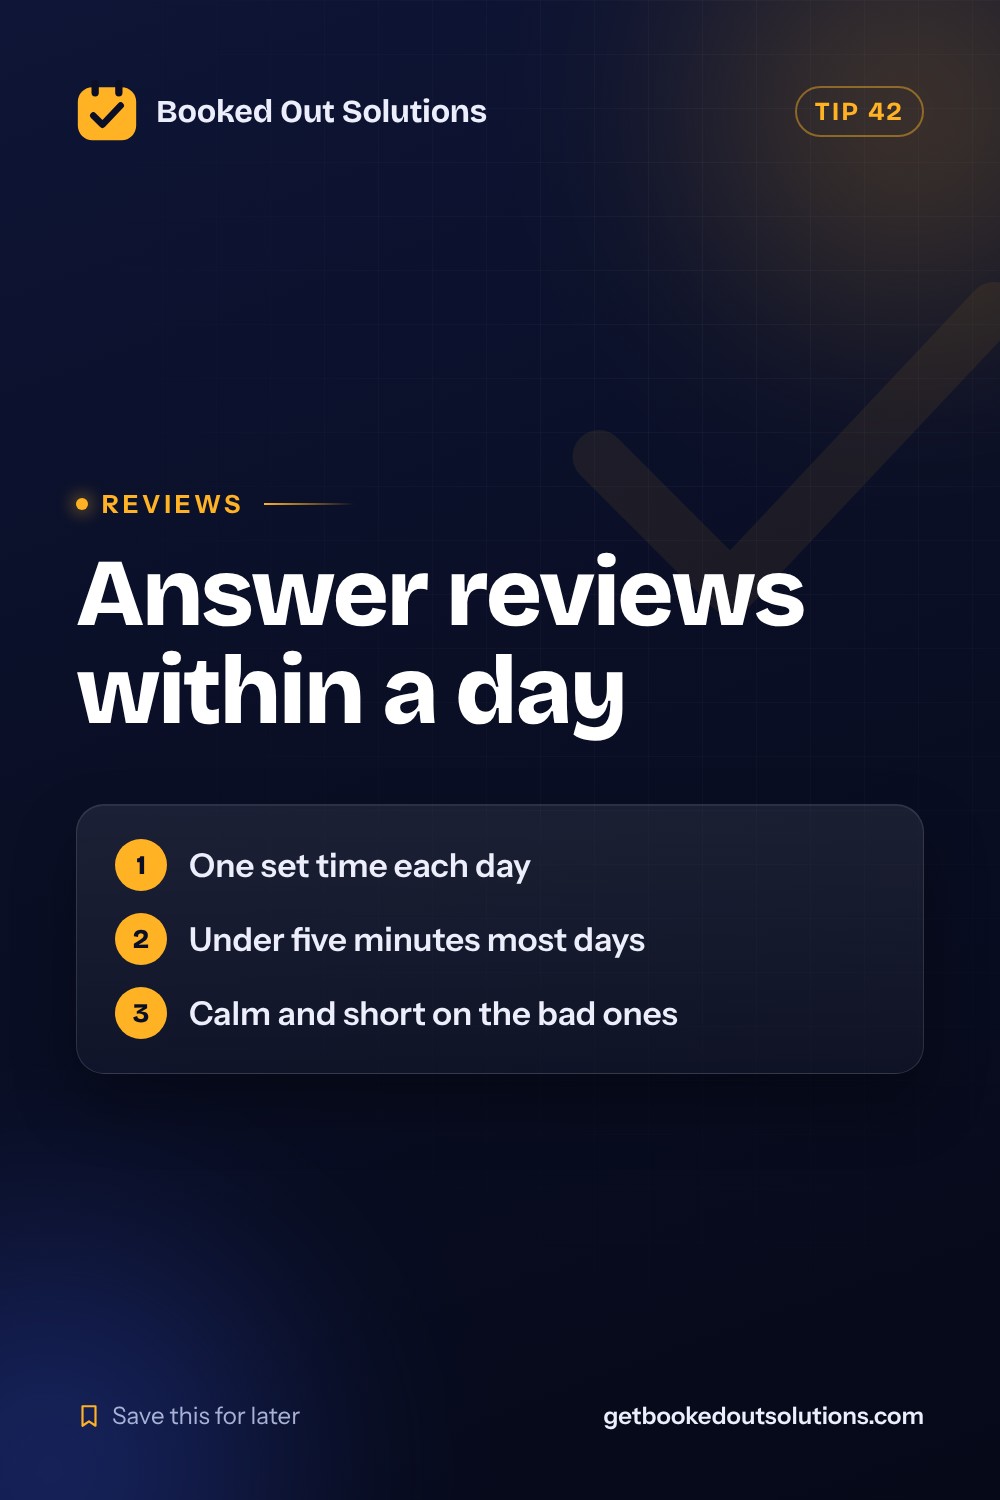 Booked Out Solutions
TIP 42
REVIEWS
Answer reviews
within a day
1 One set time each day
2 Under five minutes most days
3 Calm and short on the bad ones
Save this for later
getbookedoutsolutions.com